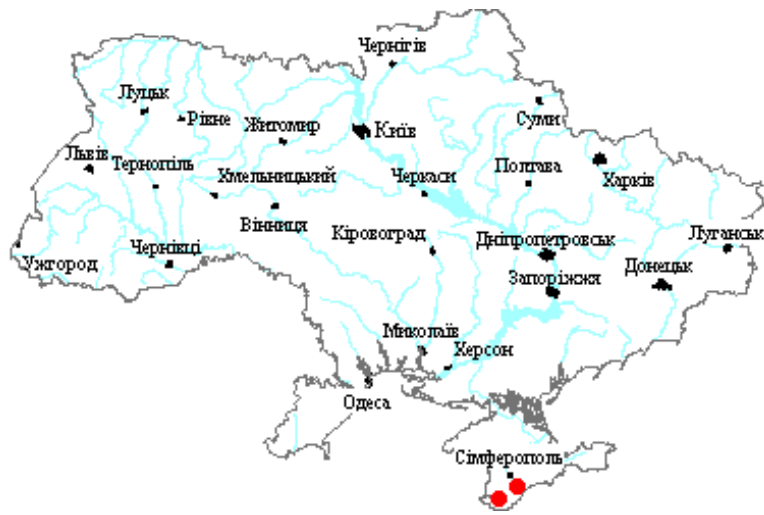 Чернігів
Луцьк
Рівне
Житомир
Київ
Суми
Львів
Тернопіль
Хмельницький
Черкаси
Полтава
Харків
Вінниця
Кіровоград
Дніпропетровськ
Луганськ
Ужгород
Чернівці
Запоріжжя
Донецьк
Миколаїв
Херсон
Одеса
Сімферополь